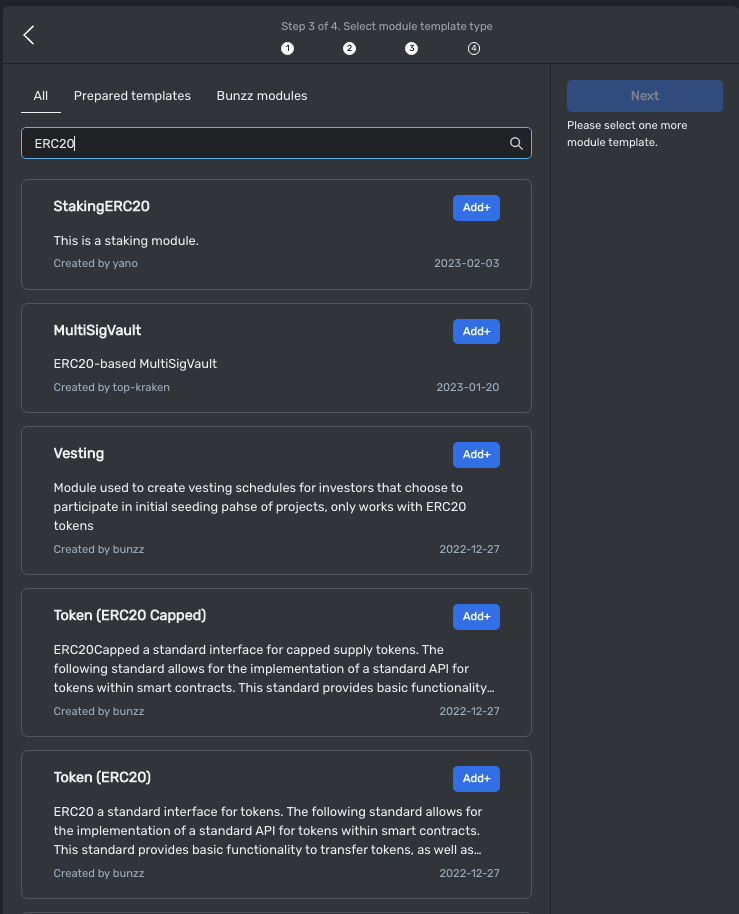 Step 3 of 4. Select module template type
1 2 3 4
All Prepared templates Bunzz modules
ERC20
Next
Please select one more
module template.
StakingERC20
Add+
This is a staking module.
Created by yano 2023-02-03
MultiSigVault
Add+
ERC20-based MultiSigVault
Created by top-kraken 2023-01-20
Vesting
Add+
Module used to create vesting schedules for investors that choose to
participate in initial seeding pahse of projects, only works with ERC20
tokens
Created by bunzz 2022-12-27
Token (ERC20 Capped)
Add+
ERC20Capped a standard interface for capped supply tokens. The
following standard allows for the implementation of a standard API for
tokens within smart contracts. This standard provides basic functionality...
Created by bunzz 2022-12-27
Token (ERC20)
Add+
ERC20 a standard interface for tokens. The following standard allows for
the implementation of a standard API for tokens within smart contracts.
This standard provides basic functionality to transfer tokens, as well as...
Created by bunzz 2022-12-27